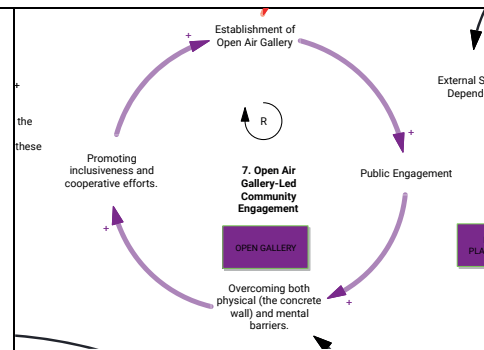 +
Establishment of
Open Air Gallery
External S
Depend
+
the
R
+
these
Promoting
inclusiveness and
cooperative efforts.
7. Open Air
Gallery-Led
Community
Engagement
Public Engagement
+
OPEN GALLERY
PLA
Overcoming both
physical (the concrete
wall) and mental
barriers.
+